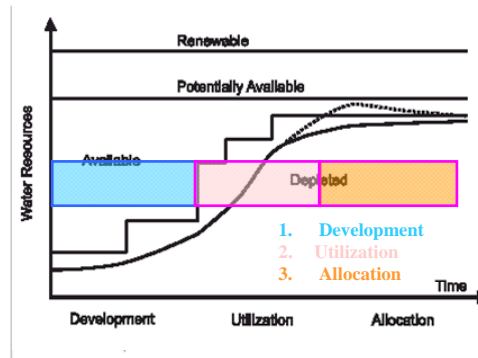 Renewable
Potentially Available
Water Resources
Available
Depleted
1. Development
2. Utilization
3. Allocation
Time
Development Utilization Allocation